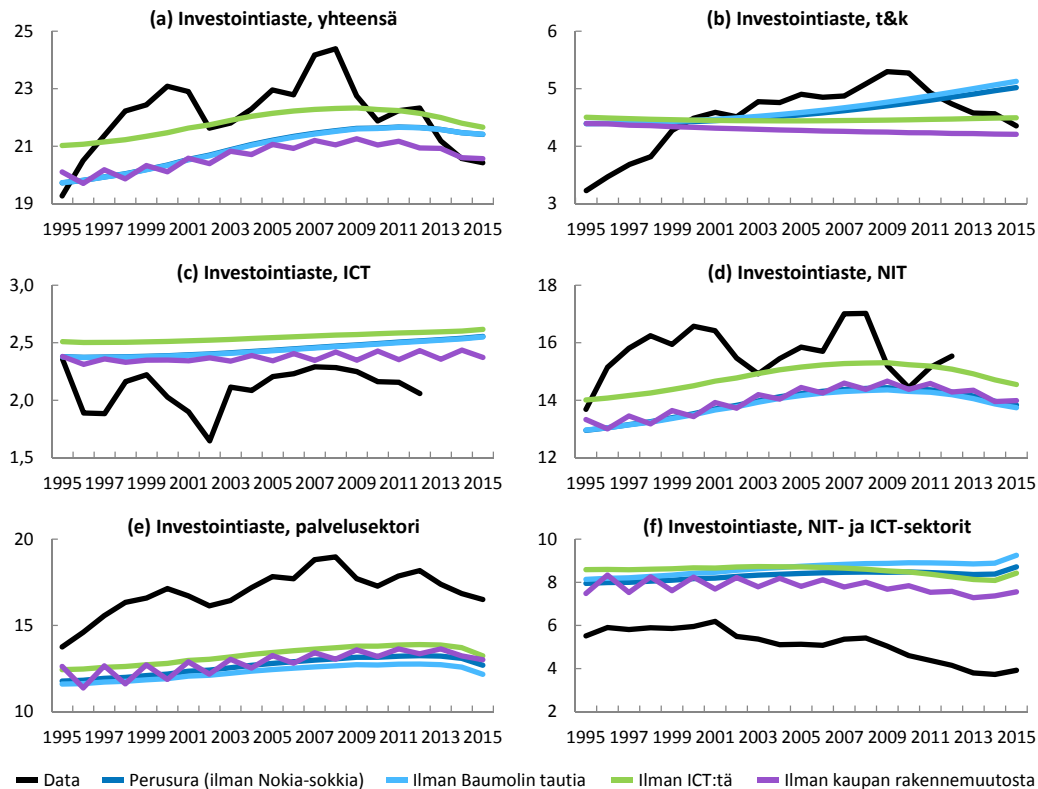 (a) Investointiaste, yhteensä
25
23
21
19
1995 1997 1999 2001 2003 2005 2007 2009 2011 2013 2015
(b) Investointiaste, t&k
6
5
4
3
1995 1997 1999 2001 2003 2005 2007 2009 2011 2013 2015
(c) Investointiaste, ICT
3,0
2,5
2,0
1,5
1995 1997 1999 2001 2003 2005 2007 2009 2011 2013 2015
(d) Investointiaste, NIT
18
16
14
12
1995 1997 1999 2001 2003 2005 2007 2009 2011 2013 2015
(e) Investointiaste, palvelusektori
20
15
10
1995 1997 1999 2001 2003 2005 2007 2009 2011 2013 2015
(f) Investointiaste, NIT- ja ICT-sektorit
10
8
6
4
2
1995 1997 1999 2001 2003 2005 2007 2009 2011 2013 2015
Data Perusura (ilman Nokia-sokkia) Ilman Baumolin tautia Ilman ICT:tä Ilman kaupan rakennemuutosta